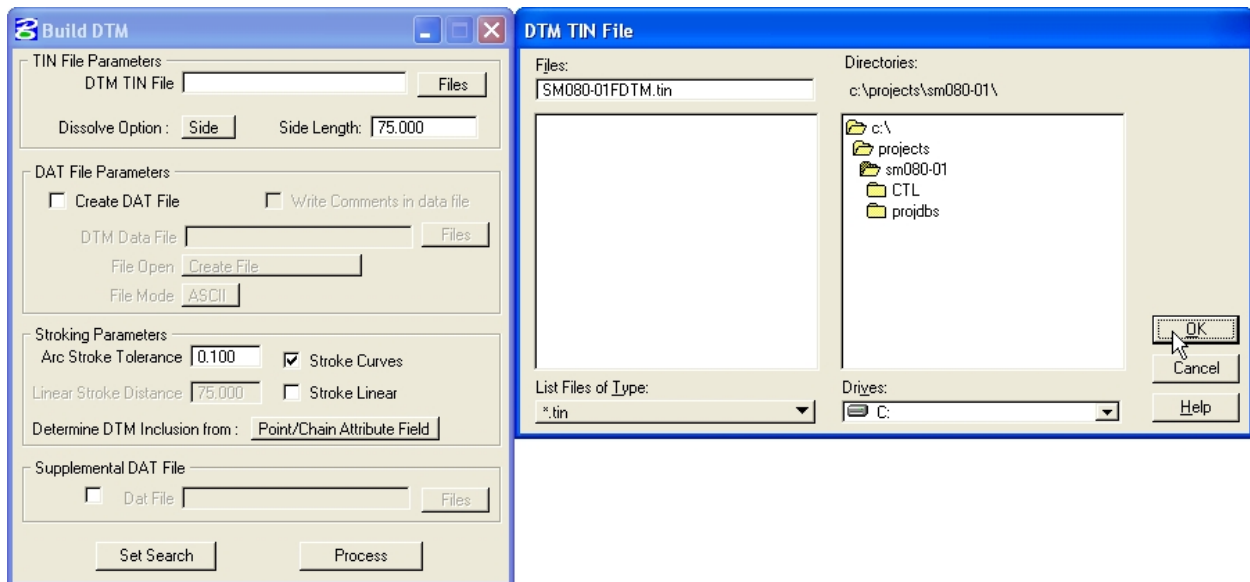 Build DTM
TIN File Parameters
DTM TIN File
Files
Dissolve Option : Side Side Length: 75.000
DAT File Parameters
Create DAT File Write Comments in data file
DTM Data File Files
File Open Create File
File Mode ASCII
Stroking Parameters
Arc Stroke Tolerance 0.100 Stroke Curves
Linear Stroke Distance 75.000 Stroke Linear
Determine DTM Inclusion from : Point/Chain Attribute Field
Supplemental DAT File
Dat File Files
Set Search Process
DTM TIN File
Files:
SM080-01FDTM.tin
Directories:
c:\projects\sm080-01\
c:\
projects
sm080-01
CTL
projdbs
OK
Cancel
Help
List Files of Type:
*.tin
Drives:
C: